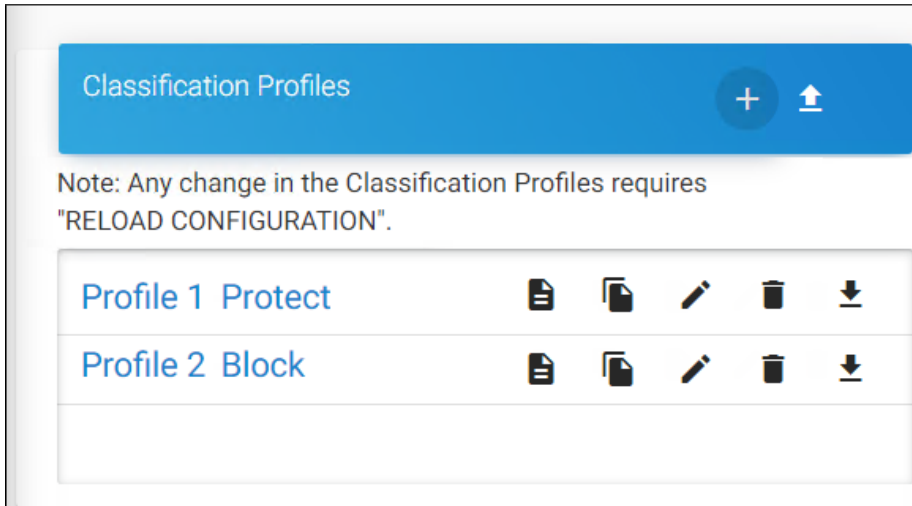 Classification Profiles
Note: Any change in the Classification Profiles requires
"RELOAD CONFIGURATION".
Profile 1 Protect
Profile 2 Block